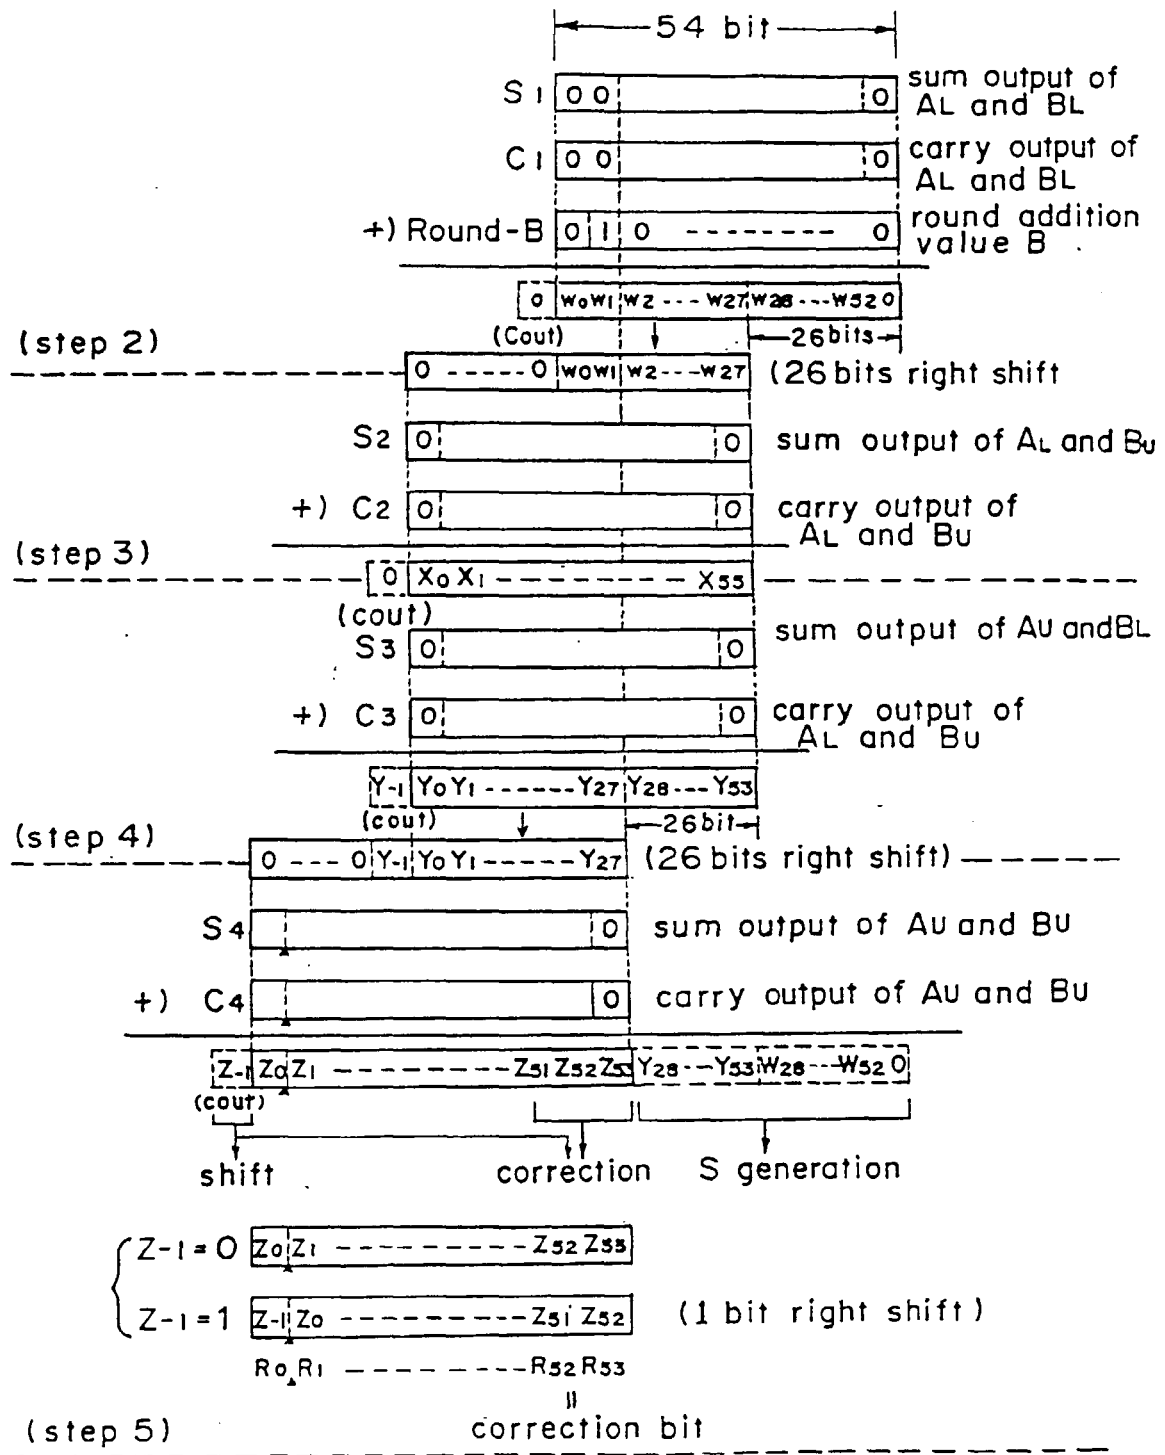 54 bit
S1 0 0 0 sum output of AL and BL
C1 0 0 0 carry output of AL and BL
+) Round-B 0 1 0 -------- 0 round addition value B
0 W0W1 W2 --- W27 W28 --- W52 0
(Cout) 26bits
(step 2)
0 ----- 0 W0W1 W2 --- W27 (26 bits right shift
S2 0 0 sum output of AL and BU
+) C2 0 0 carry output of AL and BU
(step 3)
0 X0 X1 --------- X55
(cout)
S3 0 0 sum output of AU and BL
+) C3 0 0 carry output of AL and BU
Y-1 Y0 Y1 ------ Y27 Y28 --- Y53
(cout) 26bit
(step 4)
0 --- 0 Y-1 Y0 Y1 ----- Y27 (26 bits right shift) -----
S4 0 sum output of AU and BU
+) C4 0 carry output of AU and BU
Z-1 Z0 Z1 --------- Z51 Z52 Z53 Y28 --- Y53 W28 --- W52 0
(cout)
shift correction S generation
Z-1 = 0 Z0 Z1 ---------- Z52 Z53
Z-1 = 1 Z-1 Z0 --------- Z51 Z52 (1 bit right shift)
R0 R1 --------- R52 R53
=
(step 5) correction bit